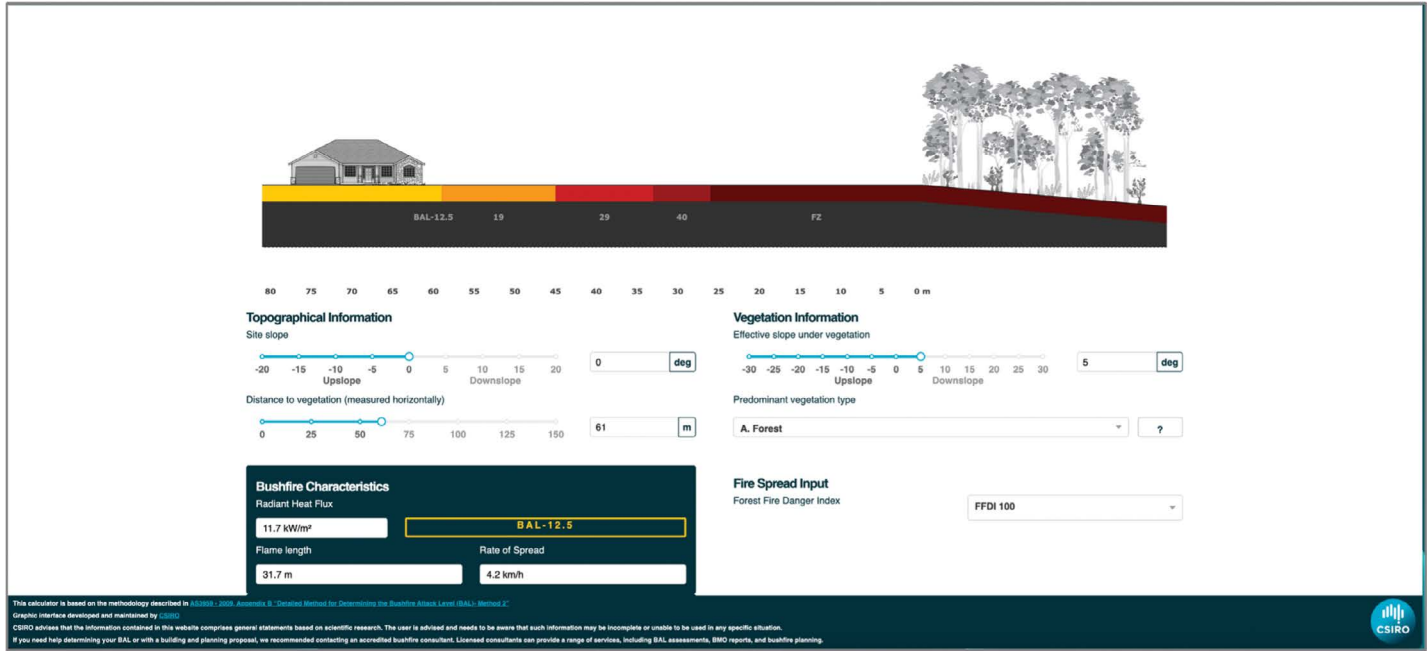 BAL-12.5 19 29 40 FZ
80 75 70 65 60 55 50 45 40 35 30 25 20 15 10 5 0 m
Topographical Information
Site slope
-20 -15 -10 -5 0 5 10 15 20
Upslope Downslope
0 deg
Distance to vegetation (measured horizontally)
0 25 50 75 100 125 150
61 m
Vegetation Information
Effective slope under vegetation
-30 -25 -20 -15 -10 -5 0 5 10 15 20 25 30
Upslope Downslope
5 deg
Predominant vegetation type
A. Forest ?
Bushfire Characteristics
Radiant Heat Flux
11.7 kW/m² BAL-12.5
Flame length Rate of Spread
31.7 m 4.2 km/h
Fire Spread Input
Forest Fire Danger Index FFDI 100
This calculator is based on the methodology described in AS3959 - 2009, Appendix B "Detailed Method for Determining the Bushfire Attack Level (BAL)- Method 2"
Graphic interface developed and maintained by CSIRO
CSIRO advises that the information contained in this website comprises general statements based on scientific research. The user is advised and needs to be aware that such information may be incomplete or unable to be used in any specific situation.
If you need help determining your BAL or with a building and planning proposal, we recommended contacting an accredited bushfire consultant. Licensed consultants can provide a range of services, including BAL assessments, BMO reports, and bushfire planning.
CSIRO